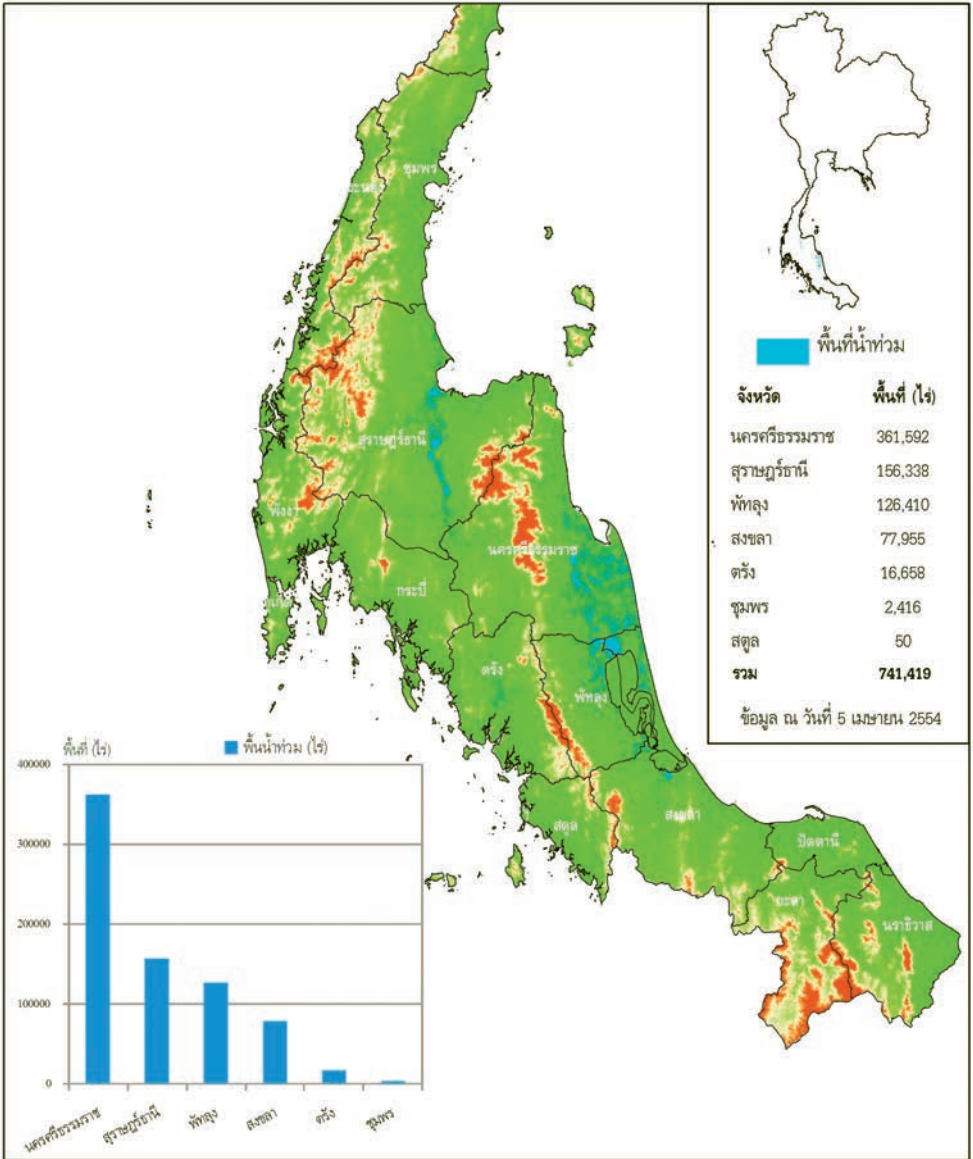 ชุมพร
ระนอง
สุราษฎร์ธานี
พังงา
นครศรีธรรมราช
กระบี่
ภูเก็ต
ตรัง
พัทลุง
สตูล
สงขลา
ปัตตานี
ยะลา
นราธิวาส
พื้นที่น้ำท่วม
จังหวัด พื้นที่ (ไร่)
นครศรีธรรมราช 361,592
สุราษฎร์ธานี 156,338
พัทลุง 126,410
สงขลา 77,955
ตรัง 16,658
ชุมพร 2,416
สตูล 50
รวม 741,419
ข้อมูล ณ วันที่ 5 เมษายน 2554
พื้นที่ (ไร่) พื้นน้ำท่วม (ไร่)
400000
300000
200000
100000
0
นครศรีธรรมราช สุราษฎร์ธานี พัทลุง สงขลา ตรัง ชุมพร